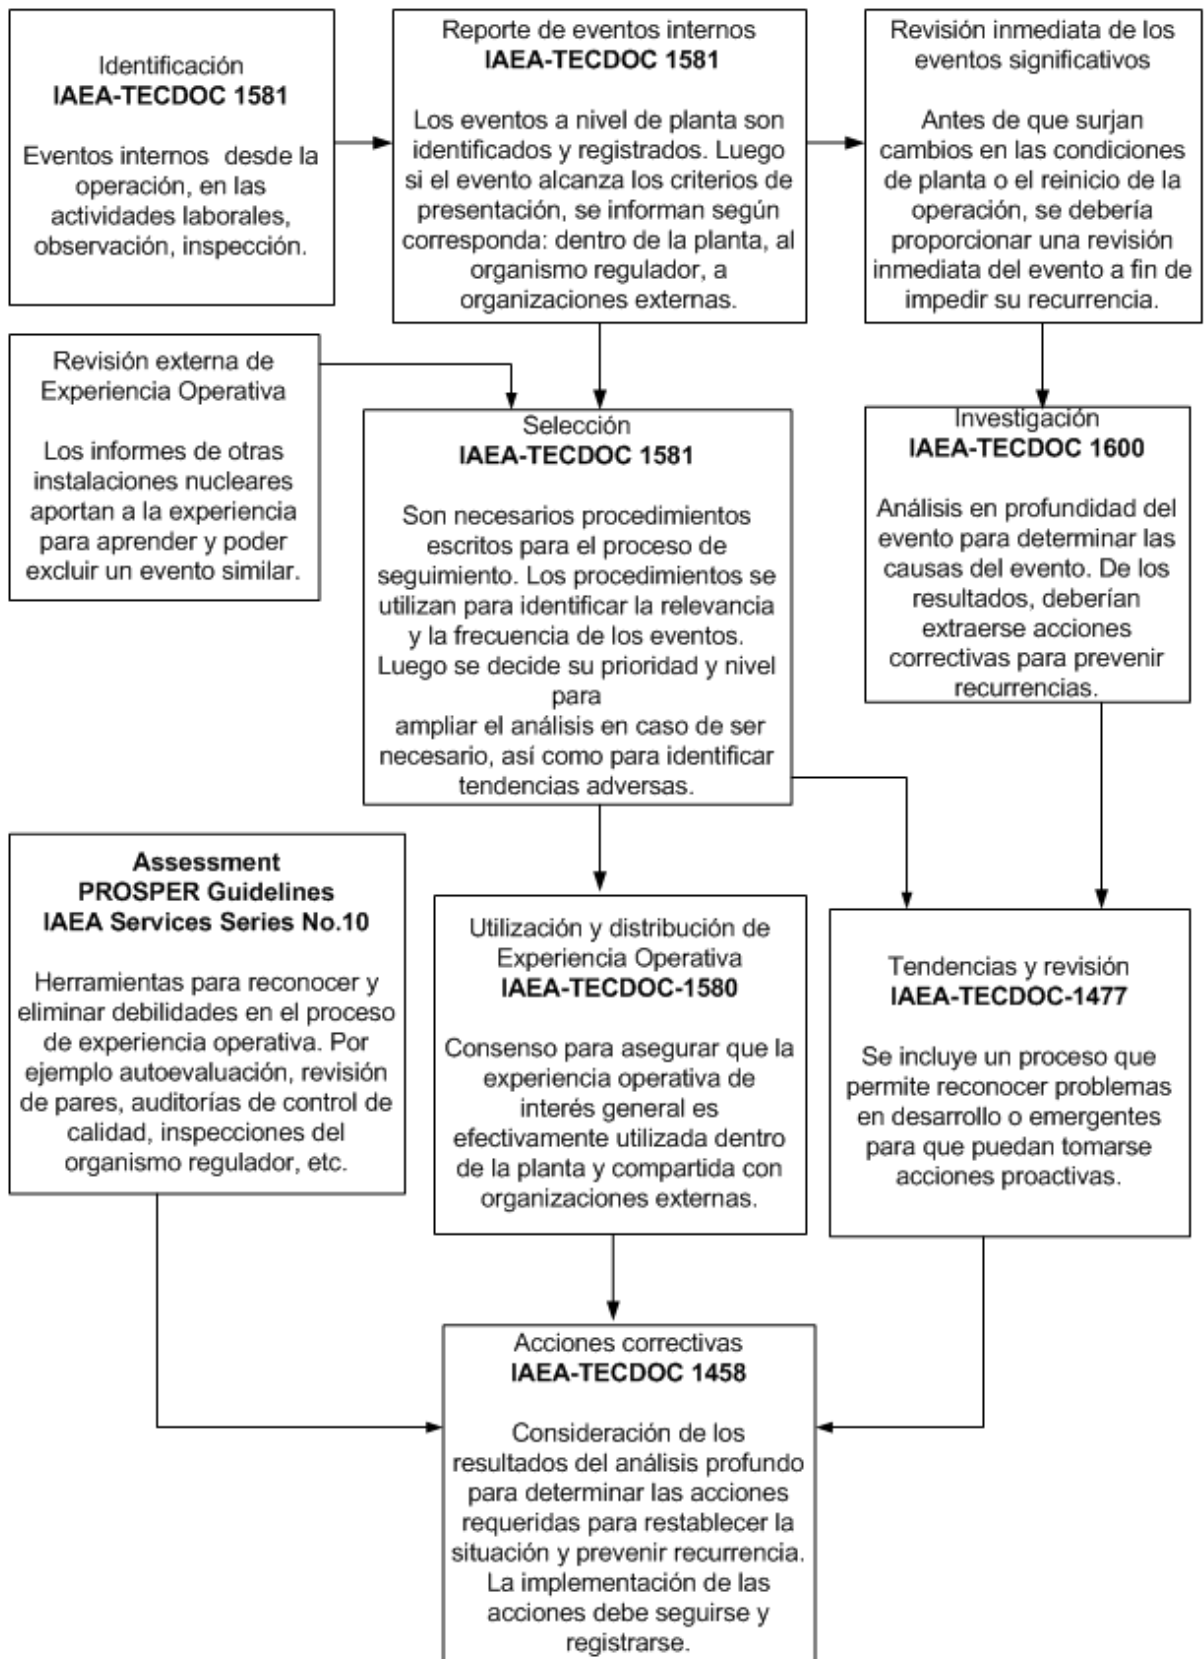 Identificación
IAEA-TECDOC 1581
Eventos internos desde la
operación, en las
actividades laborales,
observación, inspección.
Reporte de eventos internos
IAEA-TECDOC 1581
Los eventos a nivel de planta son
identificados y registrados. Luego
si el evento alcanza los criterios de
presentación, se informan según
corresponda: dentro de la planta, al
organismo regulador, a
organizaciones externas.
Revisión inmediata de los
eventos significativos
Antes de que surjan
cambios en las condiciones
de planta o el reinicio de la
operación, se debería
proporcionar una revisión
inmediata del evento a fin de
impedir su recurrencia.
Revisión externa de
Experiencia Operativa
Los informes de otras
instalaciones nucleares
aportan a la experiencia
para aprender y poder
excluir un evento similar.
Selección
IAEA-TECDOC 1581
Son necesarios procedimientos
escritos para el proceso de
seguimiento. Los procedimientos se
utilizan para identificar la relevancia
y la frecuencia de los eventos.
Luego se decide su prioridad y nivel
para
ampliar el análisis en caso de ser
necesario, así como para identificar
tendencias adversas.
Investigación
IAEA-TECDOC 1600
Análisis en profundidad del
evento para determinar las
causas del evento. De los
resultados, deberían
extraerse acciones
correctivas para prevenir
recurrencias.
Assessment
PROSPER Guidelines
IAEA Services Series No.10
Herramientas para reconocer y
eliminar debilidades en el proceso
de experiencia operativa. Por
ejemplo autoevaluación, revisión
de pares, auditorías de control de
calidad, inspecciones del
organismo regulador, etc.
Utilización y distribución de
Experiencia Operativa
IAEA-TECDOC-1580
Consenso para asegurar que la
experiencia operativa de
interés general es
efectivamente utilizada dentro
de la planta y compartida con
organizaciones externas.
Tendencias y revisión
IAEA-TECDOC-1477
Se incluye un proceso que
permite reconocer problemas
en desarrollo o emergentes
para que puedan tomarse
acciones proactivas.
Acciones correctivas
IAEA-TECDOC 1458
Consideración de los
resultados del análisis profundo
para determinar las acciones
requeridas para restablecer la
situación y prevenir recurrencia.
La implementación de las
acciones debe seguirse y
registrarse.